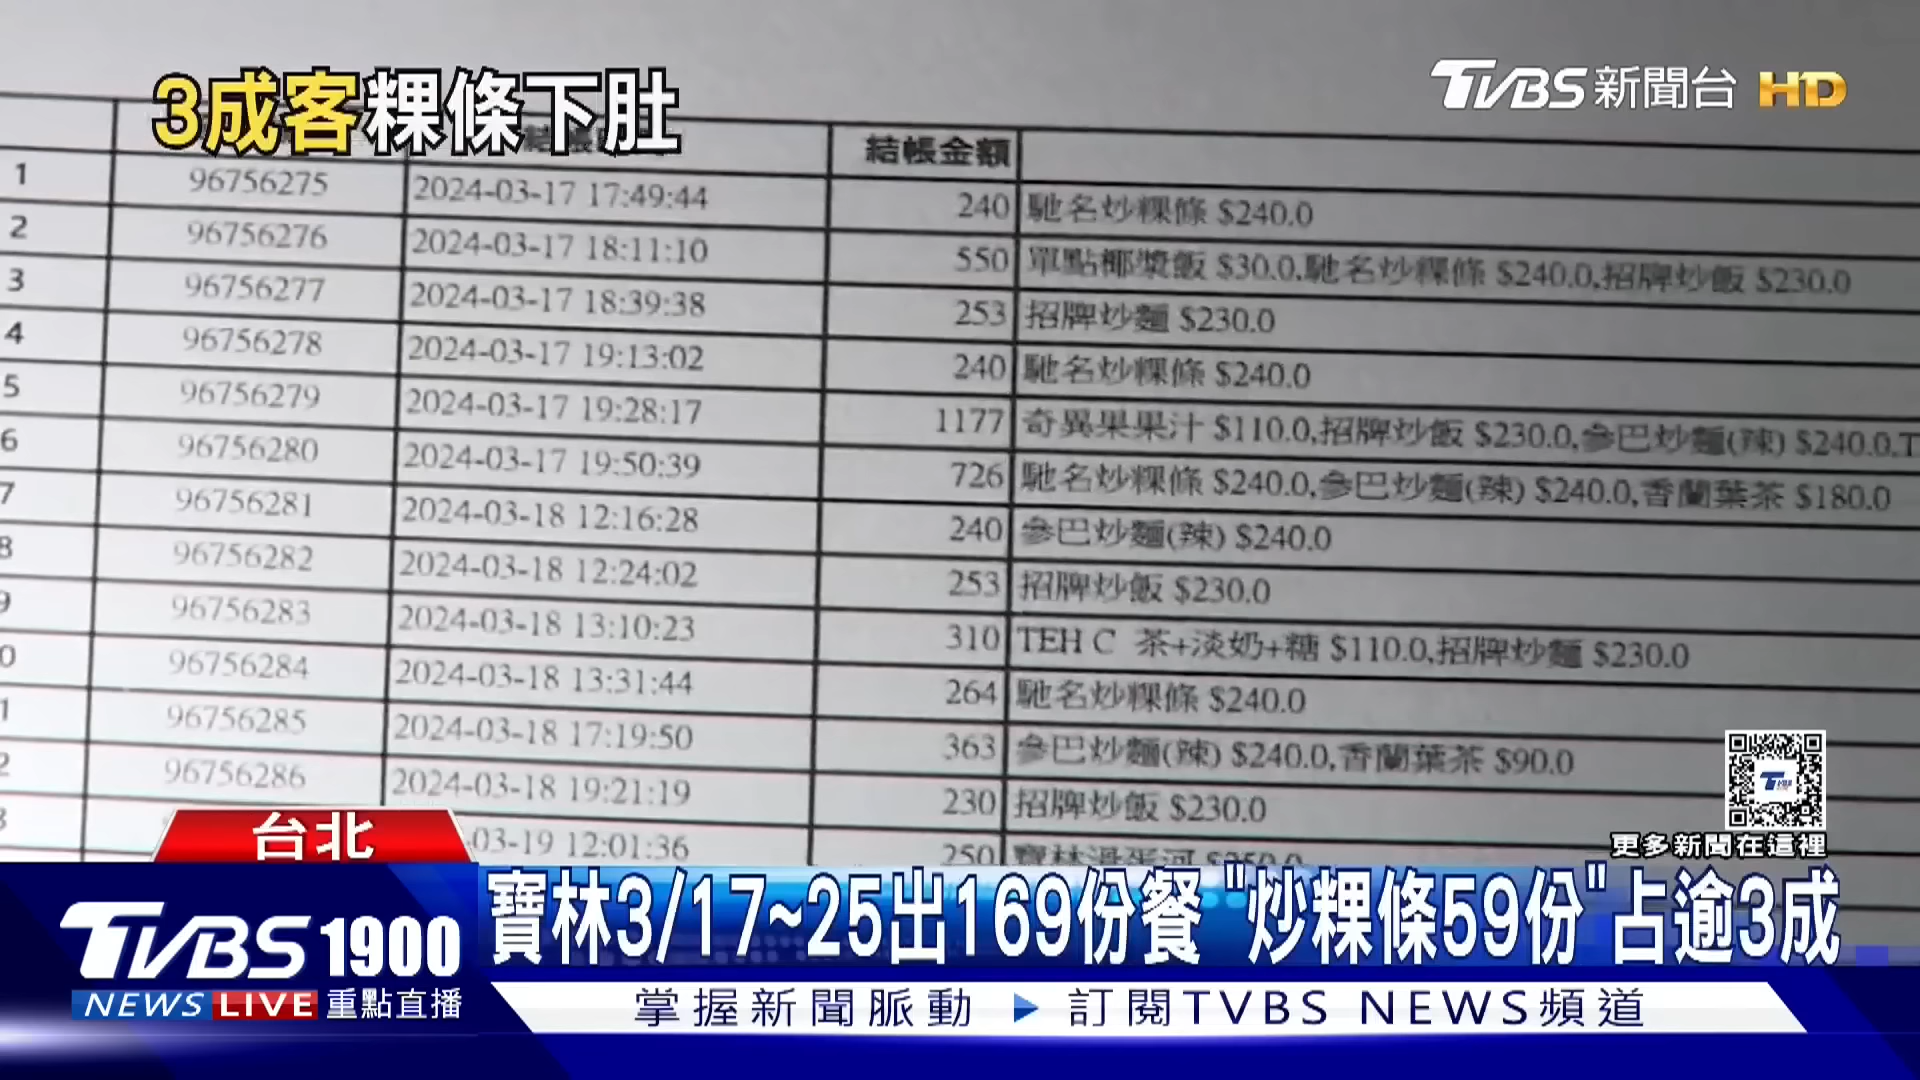 3成客粿條下肚
TVBS新聞台 HD
結帳金額
1 96756275 2024-03-17 17:49:44 240 馳名炒粿條 $240.0
2 96756276 2024-03-17 18:11:10 550 單點椰漿飯 $30.0,馳名炒粿條 $240.0,招牌炒飯 $230.0
3 96756277 2024-03-17 18:39:38 253 招牌炒麵 $230.0
4 96756278 2024-03-17 19:13:02 240 馳名炒粿條 $240.0
5 96756279 2024-03-17 19:28:17 1177 奇異果果汁 $110.0,招牌炒飯 $230.0,參巴炒麵(辣) $240.0,T
6 96756280 2024-03-17 19:50:39 726 馳名炒粿條 $240.0,參巴炒麵(辣) $240.0,香蘭葉茶 $180.0
7 96756281 2024-03-18 12:16:28 240 參巴炒麵(辣) $240.0
8 96756282 2024-03-18 12:24:02 253 招牌炒飯 $230.0
9 96756283 2024-03-18 13:10:23 310 TEH C 茶+淡奶+糖 $110.0,招牌炒麵 $230.0
0 96756284 2024-03-18 13:31:44 264 馳名炒粿條 $240.0
1 96756285 2024-03-18 17:19:50 363 參巴炒麵(辣) $240.0,香蘭葉茶 $90.0
2 96756286 2024-03-18 19:21:19 230 招牌炒飯 $230.0
3 03-19 12:01:36 250 寶林滑蛋河 $250.0
更多新聞在這裡
台北
寶林3/17~25出169份餐 "炒粿條59份"占逾3成
TVBS 1900
NEWS LIVE 重點直播
掌握新聞脈動 ▶ 訂閱TVBS NEWS頻道